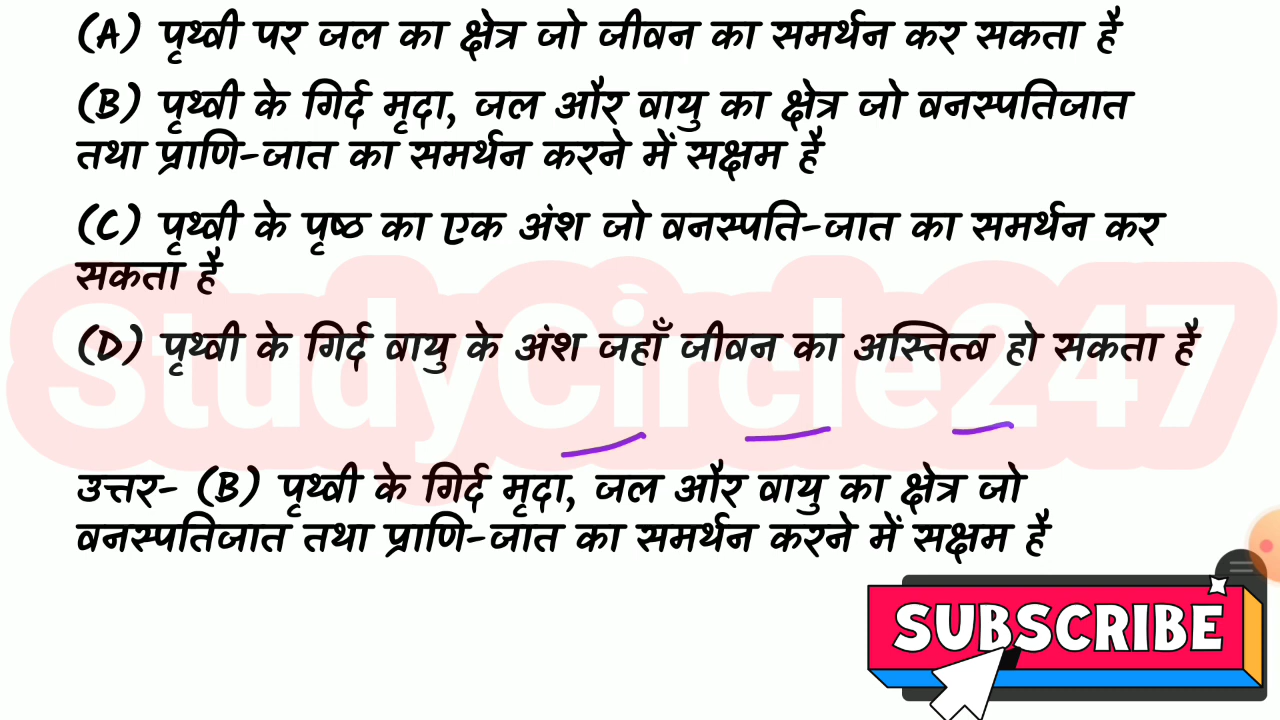 (A) पृथ्वी पर जल का क्षेत्र जो जीवन का समर्थन कर सकता है
(B) पृथ्वी के गिर्द मृदा, जल और वायु का क्षेत्र जो वनस्पतिजात
तथा प्राणि-जात का समर्थन करने में सक्षम है
(C) पृथ्वी के पृष्ठ का एक अंश जो वनस्पति-जात का समर्थन कर
सकता है
(D) पृथ्वी के गिर्द वायु के अंश जहाँ जीवन का अस्तित्व हो सकता है
StudyCircle247
उत्तर- (B) पृथ्वी के गिर्द मृदा, जल और वायु का क्षेत्र जो
वनस्पतिजात तथा प्राणि-जात का समर्थन करने में सक्षम है
SUBSCRIBE